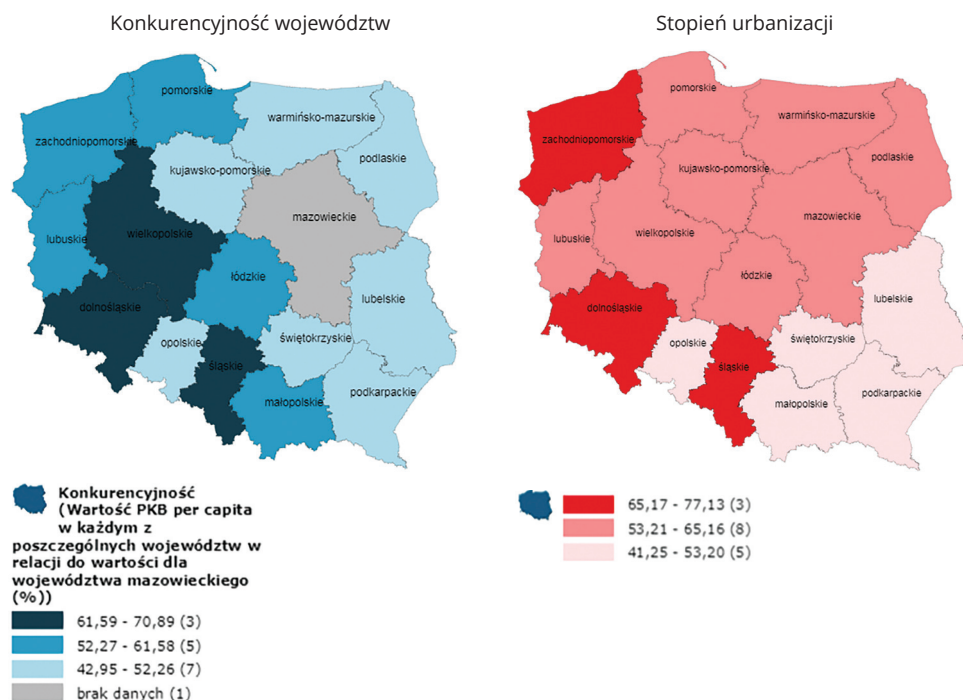 Konkurencyjność województw
pomorskie
warmińsko-mazurskie
zachodniopomorskie
podlaskie
kujawsko-pomorskie
mazowieckie
lubuskie
wielkopolskie
łódzkie
lubelskie
dolnośląskie
opolskie
świętokrzyskie
śląskie
podkarpackie
małopolskie
Konkurencyjność
(Wartość PKB per capita
w każdym z
poszczególnych województw w
relacji do wartości dla
województwa mazowieckiego
(%))
61,59 - 70,89 (3)
52,27 - 61,58 (5)
42,95 - 52,26 (7)
brak danych (1)
Stopień urbanizacji
pomorskie
warmińsko-mazurskie
zachodniopomorskie
podlaskie
kujawsko-pomorskie
mazowieckie
lubuskie
wielkopolskie
łódzkie
lubelskie
dolnośląskie
opolskie
świętokrzyskie
śląskie
podkarpackie
małopolskie
65,17 - 77,13 (3)
53,21 - 65,16 (8)
41,25 - 53,20 (5)